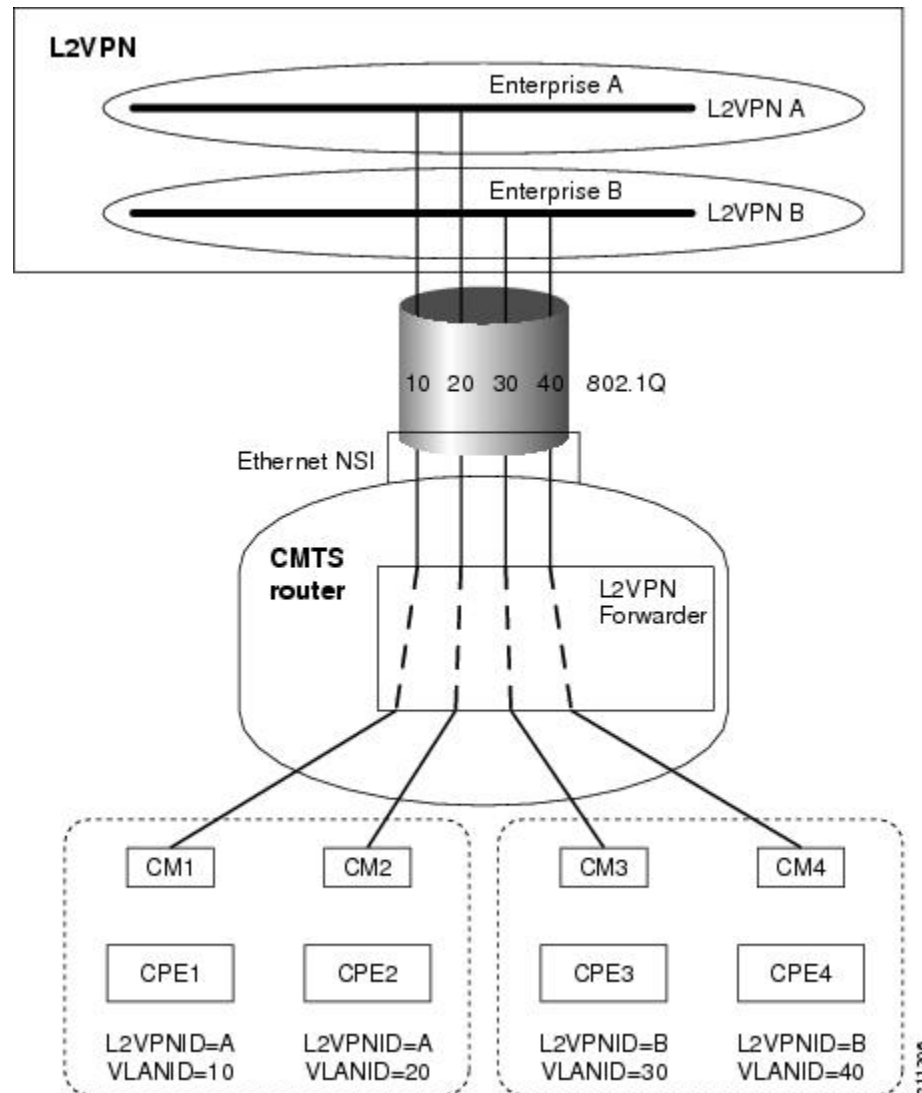 L2VPN
Enterprise A
L2VPN A
Enterprise B
L2VPN B
10 20 30 40 802.1Q
Ethernet NSI
CMTS
router
L2VPN
Forwarder
CM1 CM2 CM3 CM4
CPE1 CPE2 CPE3 CPE4
L2VPNID=A L2VPNID=A L2VPNID=B L2VPNID=B
VLANID=10 VLANID=20 VLANID=30 VLANID=40